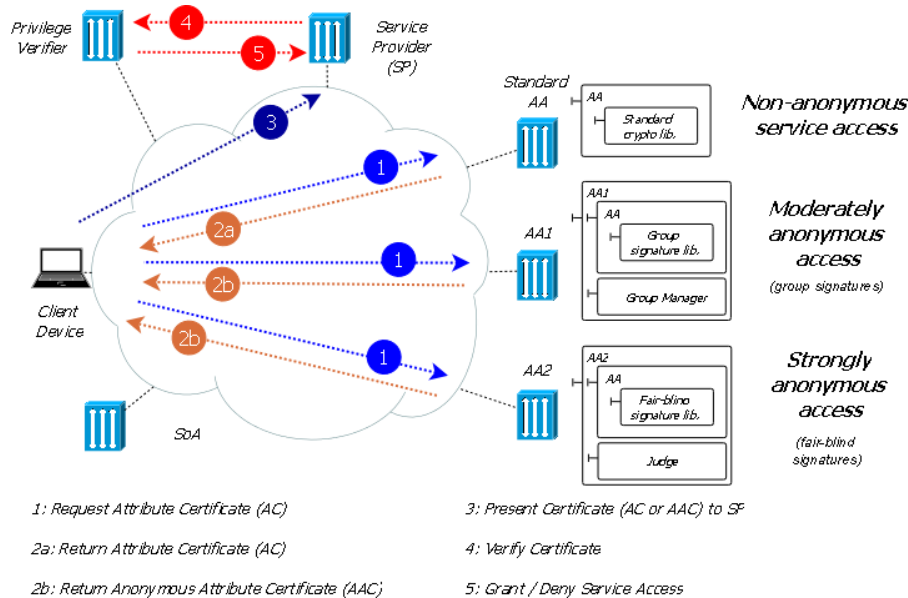 Privilege
Verifier
4
5
Service
Provider
(SP)
Standard
AA
AA
Standard
crypto lib.
Non-anonymous
service access
3
1
2a
AA1
AA1
AA
Group
signature lib.
Group Manager
Moderately
anonymous
access
(group signatures)
1
2b
Client
Device
2b
1
AA2
AA2
AA
Fair-blind
signature lib.
Judge
Strongly
anonymous
access
(fair-blind
signatures)
SoA
1: Request Attribute Certificate (AC)
2a: Return Attribute Certificate (AC)
2b: Return Anonymous Attribute Certificate (AAC)
3: Present Certificate (AC or AAC) to SP
4: Verify Certificate
5: Grant / Deny Service Access